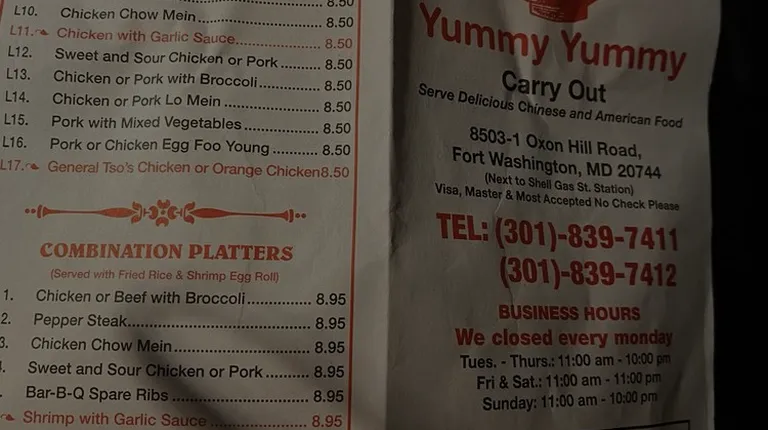 8.50
L10. Chicken Chow Mein 8.50
L11. Chicken with Garlic Sauce 8.50
L12. Sweet and Sour Chicken or Pork 8.50
L13. Chicken or Pork with Broccoli 8.50
L14. Chicken or Pork Lo Mein 8.50
L15. Pork with Mixed Vegetables 8.50
L16. Pork or Chicken Egg Foo Young 8.50
L17. General Tso's Chicken or Orange Chicken 8.50
COMBINATION PLATTERS
(Served with Fried Rice & Shrimp Egg Roll)
1. Chicken or Beef with Broccoli 8.95
2. Pepper Steak 8.95
3. Chicken Chow Mein 8.95
Sweet and Sour Chicken or Pork 8.95
Bar-B-Q Spare Ribs 8.95
Shrimp with Garlic Sauce 8.95
Yummy Yummy
Carry Out
Serve Delicious Chinese and American Food
8503-1 Oxon Hill Road,
Fort Washington, MD 20744
(Next to Shell Gas St. Station)
Visa, Master & Most Accepted No Check Please
TEL: (301)-839-7411
(301)-839-7412
BUSINESS HOURS
We closed every monday
Tues. - Thurs.: 11:00 am - 10:00 pm
Fri & Sat.: 11:00 am - 11:00 pm
Sunday: 11:00 am - 10:00 pm